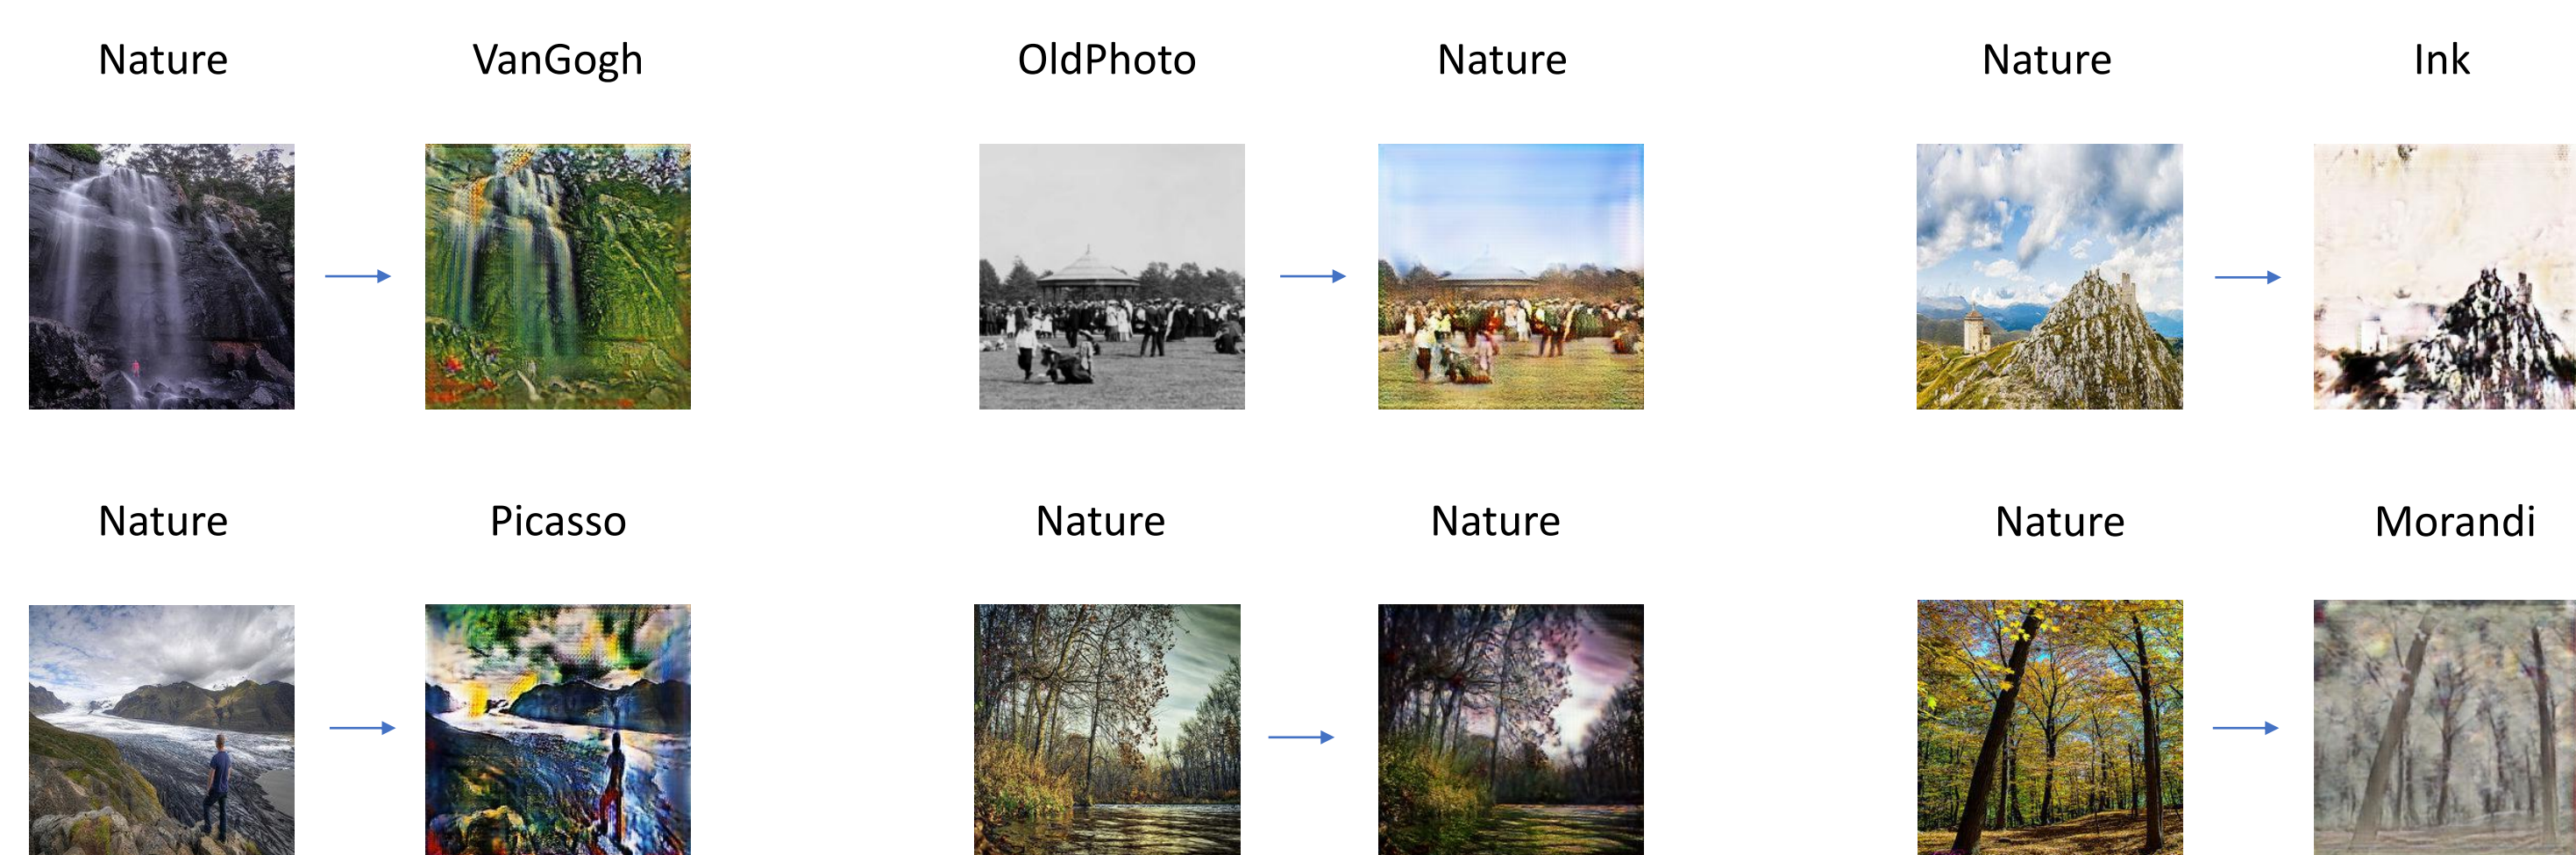 Nature
VanGogh
OldPhoto
Nature
Nature
Ink
Nature
Picasso
Nature
Nature
Nature
Morandi